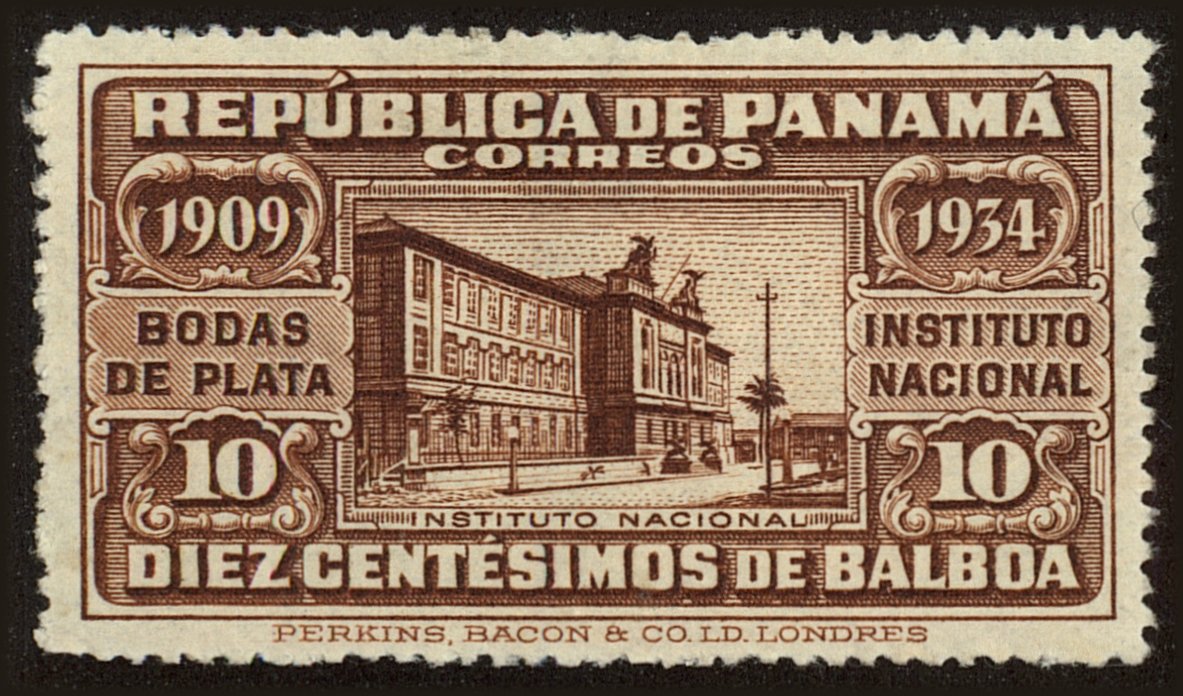 REPÚBLICA DE PANAMÁ
CORREOS
1909
1934
BODAS
DE PLATA
INSTITUTO
NACIONAL
10
10
INSTITUTO NACIONAL
DIEZ CENTÉSIMOS DE BALBOA
PERKINS, BACON & CO. LD. LONDRES